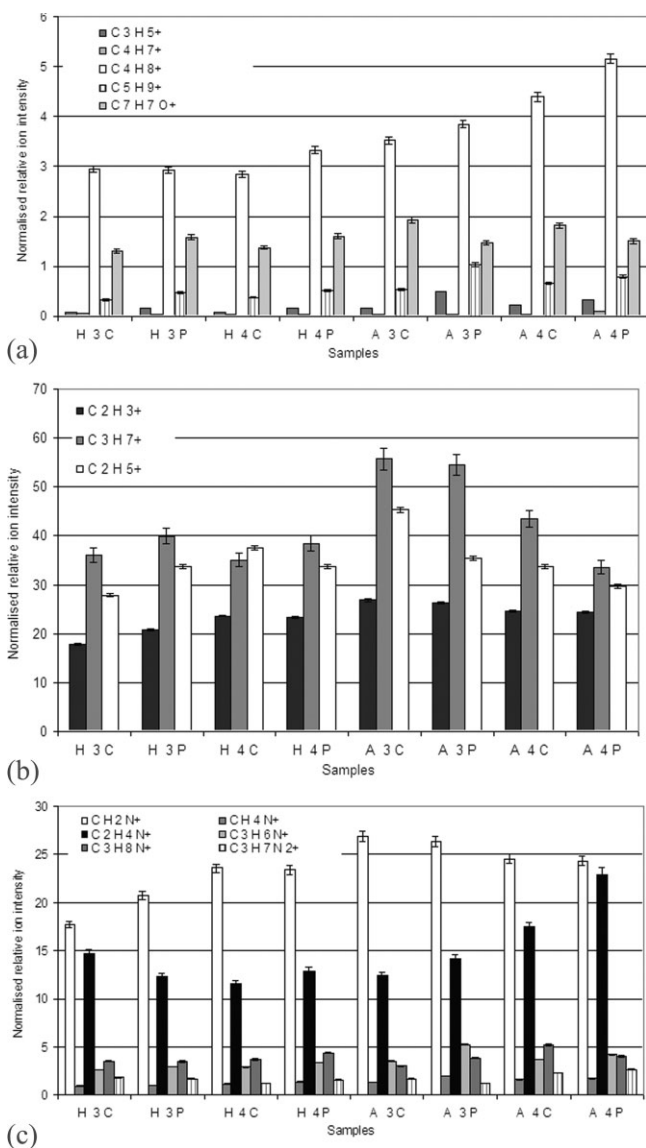 6
5
4
3
2
1
0
Normalised relative ion intensity
C 3 H 5+
C 4 H 7+
C 4 H 8+
C 5 H 9+
C 7 H 7 O+
H 3 C H 3 P H 4 C H 4 P A 3 C A 3 P A 4 C A 4 P
Samples
(a)
70
60
50
40
30
20
10
0
Normalised relative ion intensity
C 2 H 3+
C 3 H 7+
C 2 H 5+
H 3 C H 3 P H 4 C H 4 P A 3 C A 3 P A 4 C A 4 P
Samples
(b)
30
25
20
15
10
5
0
Normalised relative ion intensity
C H 2 N+ C H 4 N+
C 2 H 4 N+ C 3 H 6 N+
C 3 H 8 N+ C 3 H 7 N 2+
H 3 C H 3 P H 4 C H 4 P A 3 C A 3 P A 4 C A 4 P
Samples
(c)